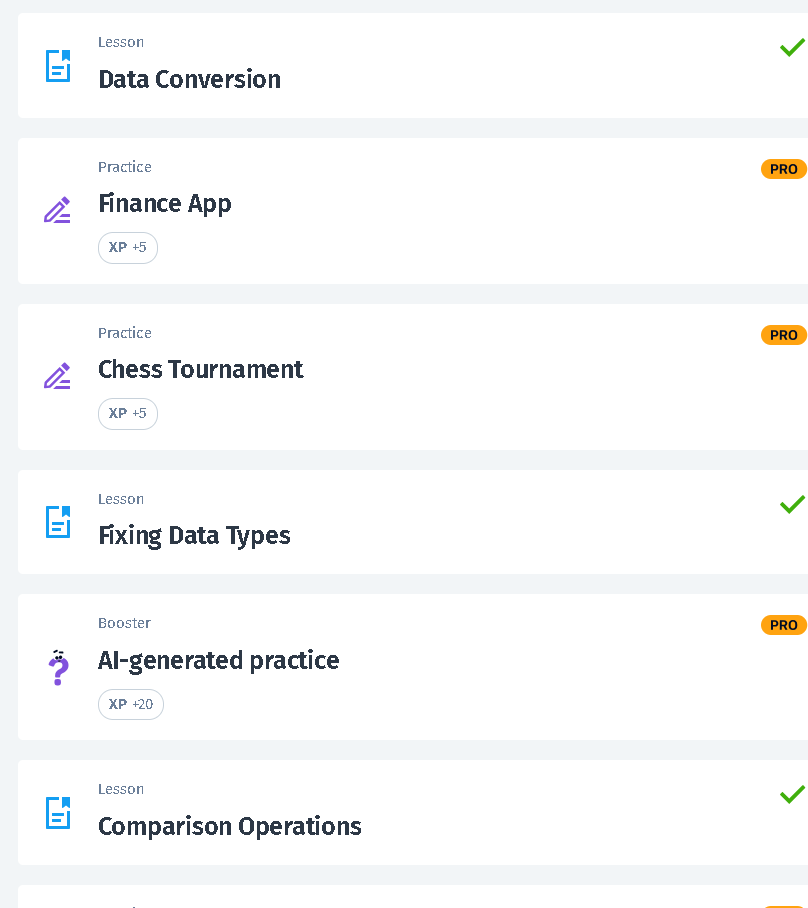 Lesson
Data Conversion
Practice
PRO
Finance App
XP +5
Practice
PRO
Chess Tournament
XP +5
Lesson
Fixing Data Types
Booster
PRO
AI-generated practice
XP +20
Lesson
Comparison Operations